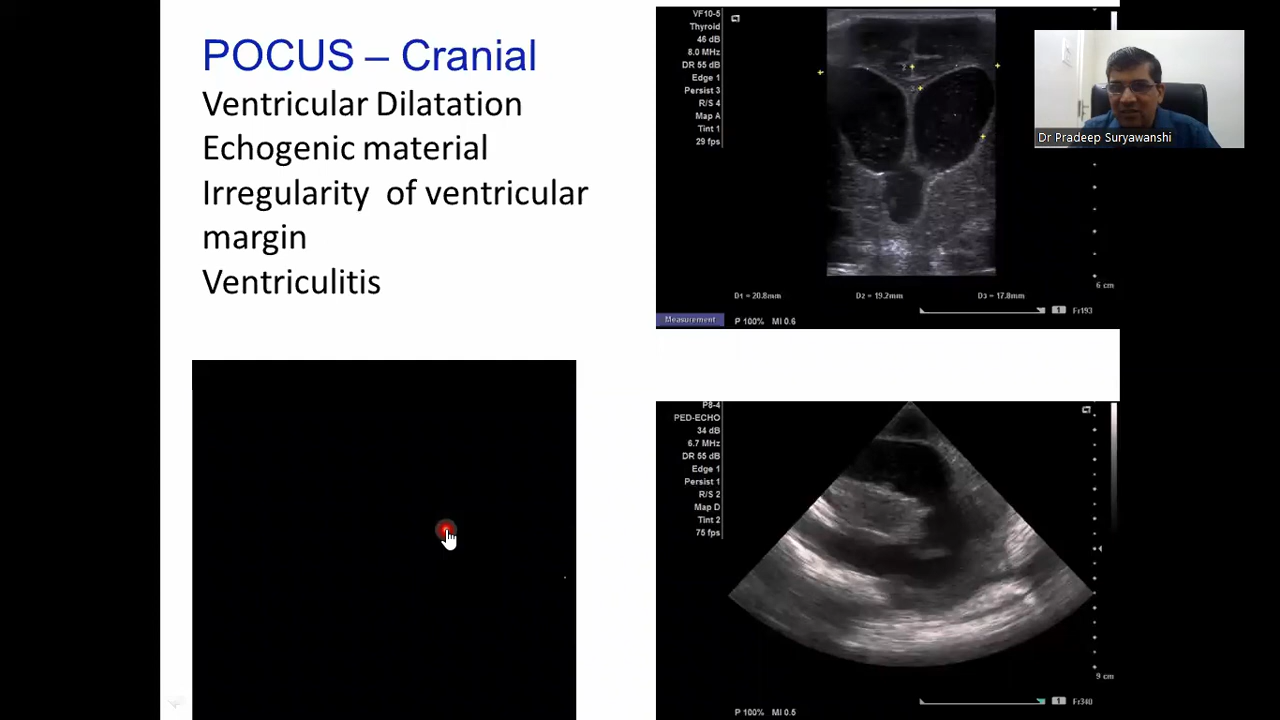 POCUS – Cranial
Ventricular Dilatation
Echogenic material
Irregularity of ventricular
margin
Ventriculitis
VF10-5
Thyroid
46 dB
8.0 MHz
DR 55 dB
Edge 1
Persist 3
R/S 4
Map A
Tint 1
29 fps
6 cm
D1 = 20.8mm D2 = 19.2mm D3 = 17.8mm
1 Fr193
Measurement P 100% MI 0.6
Dr Pradeep Suryawanshi
P8-4
PED-ECHO
34 dB
6.7 MHz
DR 55 dB
Edge 1
Persist 1
R/S 2
Map D
Tint 2
75 fps
9 cm
1 Fr340
P 100% MI 0.5